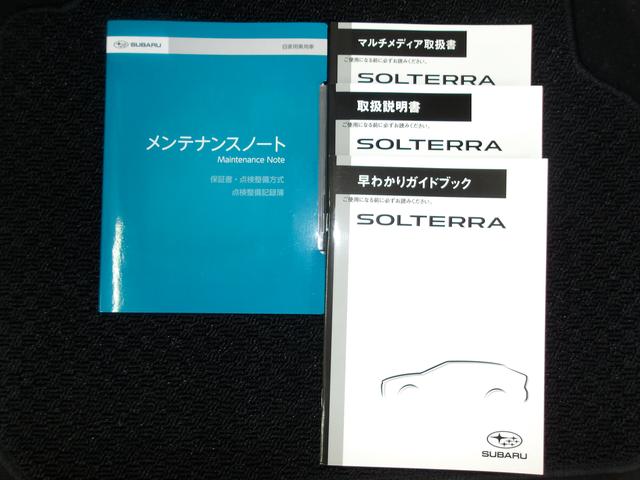 SUBARU
自家用乗用車
メンテナンスノート
Maintenance Note
保証書・点検整備方式
点検整備記録簿
マルチメディア取扱書
ご使用になる前に必ずお読みください。
SOLTERRA
取扱説明書
ご使用になる前に必ずお読みください。
SOLTERRA
早わかりガイドブック
ご使用になる前に必ずお読みください。
SOLTERRA
SUBARU